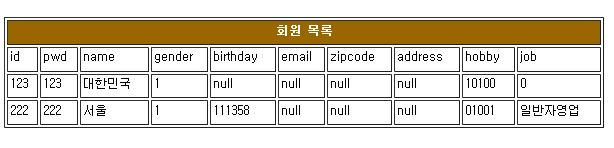 회원 목록
id pwd name gender birthday email zipcode address hobby job
123 123 대한민국 1 null null null null 10100 0
222 222 서울 1 111358 null null null 01001 일반자영업